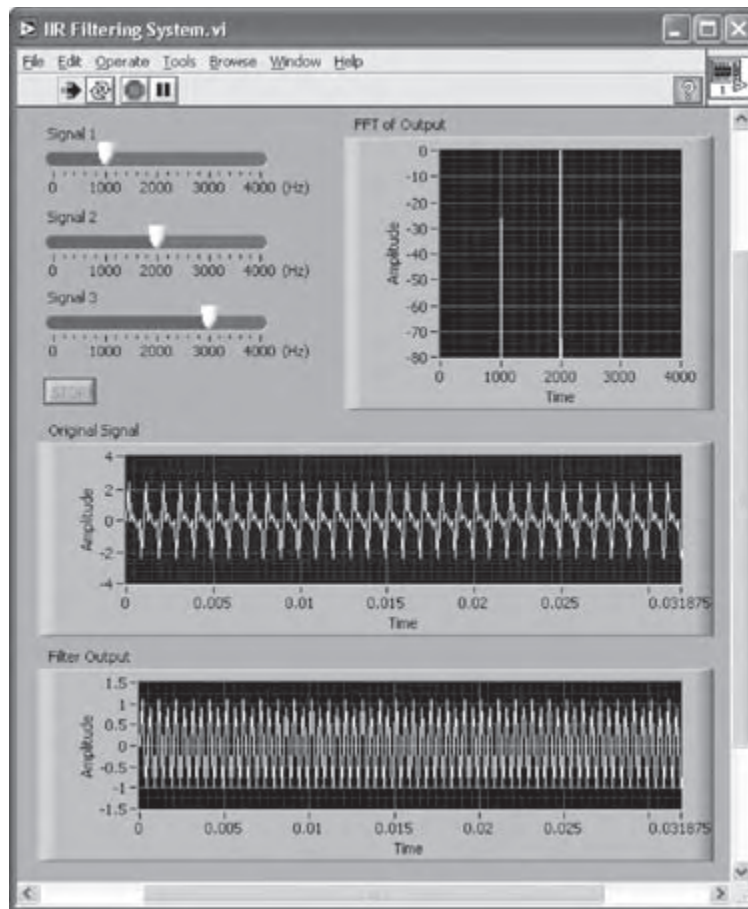 IIR Filtering System.vi
File Edit Operate Tools Browse Window Help
1
Signal 1
0 1000 2000 3000 4000 (Hz)
Signal 2
0 1000 2000 3000 4000 (Hz)
Signal 3
0 1000 2000 3000 4000 (Hz)
STOP
FFT of Output
0
-10
-20
-30
-40
-50
-60
-70
-80
Amplitude
0 1000 2000 3000 4000
Time
Original Signal
4
2
0
-2
-4
Amplitude
0 0.005 0.01 0.015 0.02 0.025 0.031875
Time
Filter Output
1.5
1
0.5
0
-0.5
-1
-1.5
Amplitude
0 0.005 0.01 0.015 0.02 0.025 0.031875
Time